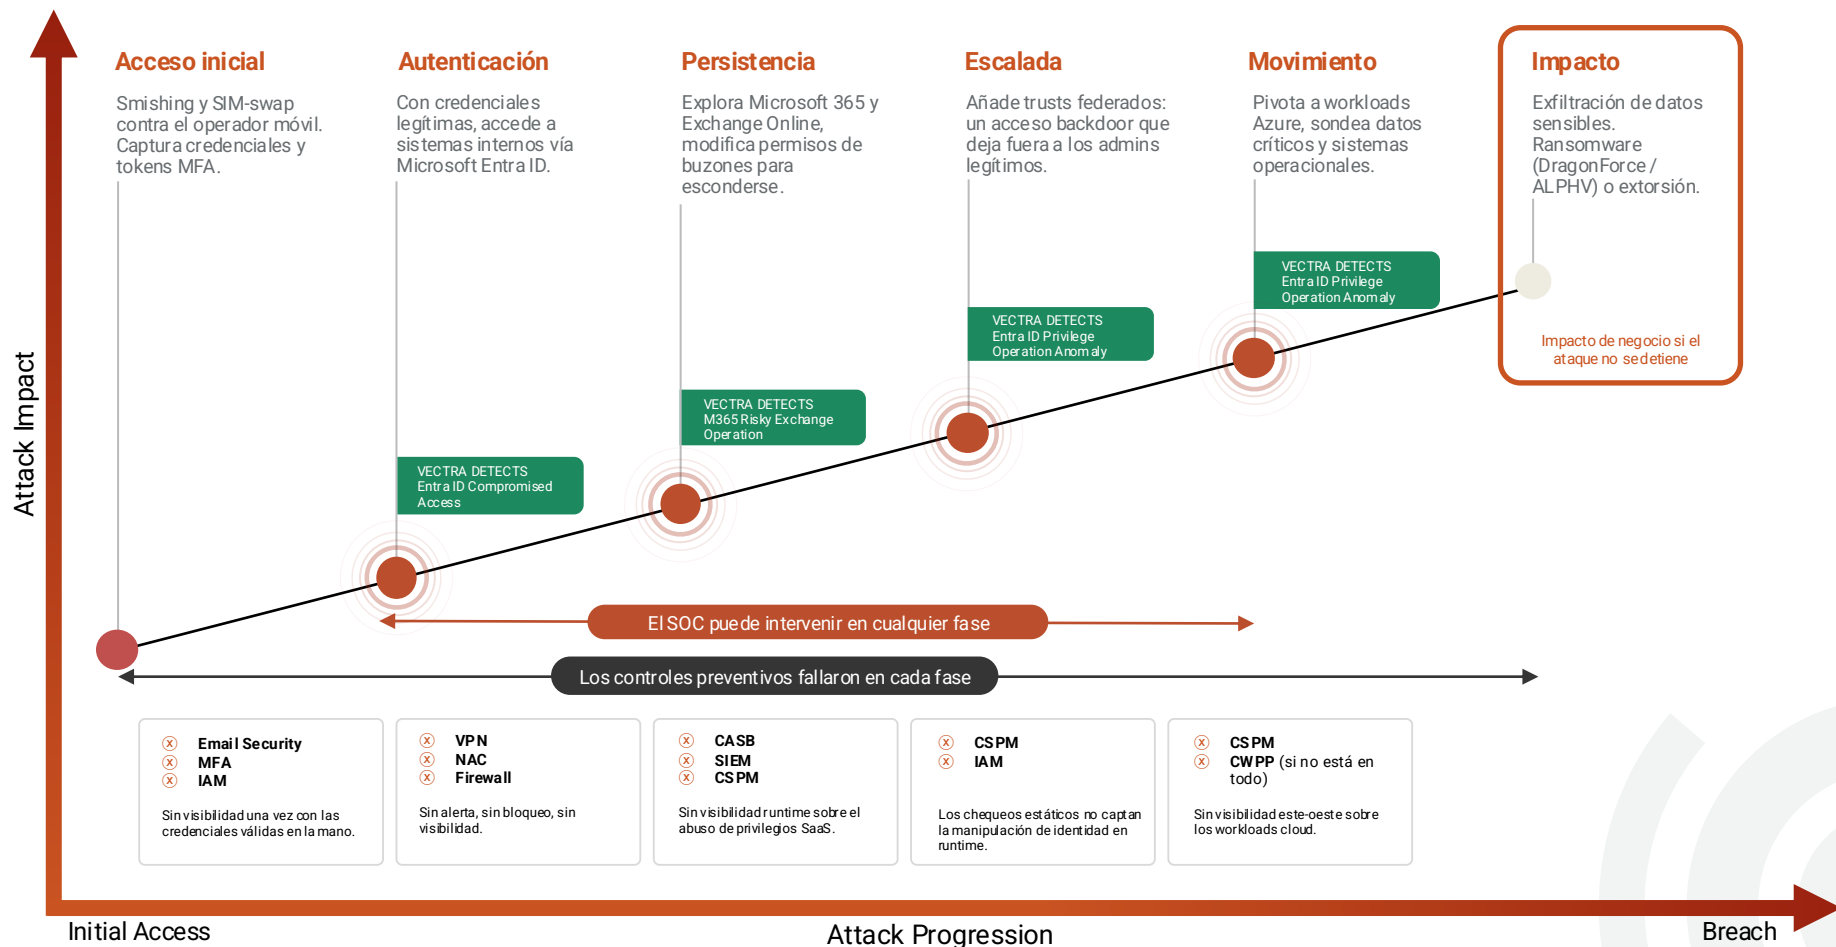 Acceso inicial
Smishing y SIM-swap
contra el operador móvil.
Captura credenciales y
tokens MFA.
Autenticación
Con credenciales
legítimas, accede a
sistemas internos vía
Microsoft Entra ID.
Persistencia
Explora Microsoft 365 y
Exchange Online,
modifica permisos de
buzones para
esconderse.
Escalada
Añade trusts federados:
un acceso backdoor que
deja fuera a los admins
legítimos.
Movimiento
Pivota a workloads
Azure, sondea datos
críticos y sistemas
operacionales.
Impacto
Exfiltración de datos
sensibles.
Ransomware
(DragonForce /
ALPHV) o extorsión.
VECTRA DETECTS
Entra ID Privilege
Operation Anomaly
VECTRA DETECTS
Entra ID Privilege
Operation Anomaly
Impacto de negocio si el
ataque no se detiene
VECTRA DETECTS
M365 Risky Exchange
Operation
VECTRA DETECTS
Entra ID Compromised
Access
Attack Impact
El SOC puede intervenir en cualquier fase
Los controles preventivos fallaron en cada fase
x Email Security
x MFA
x IAM
Sin visibilidad una vez con las
credenciales válidas en la mano.
x VPN
x NAC
x Firewall
Sin alerta, sin bloqueo, sin
visibilidad.
x CASB
x SIEM
x CSPM
Sin visibilidad runtime sobre el
abuso de privilegios SaaS.
x CSPM
x IAM
Los chequeos estáticos no captan
la manipulación de identidad en
runtime.
x CSPM
x CWPP (si no está en
todo)
Sin visibilidad este-oeste sobre
los workloads cloud.
Initial Access
Attack Progression
Breach